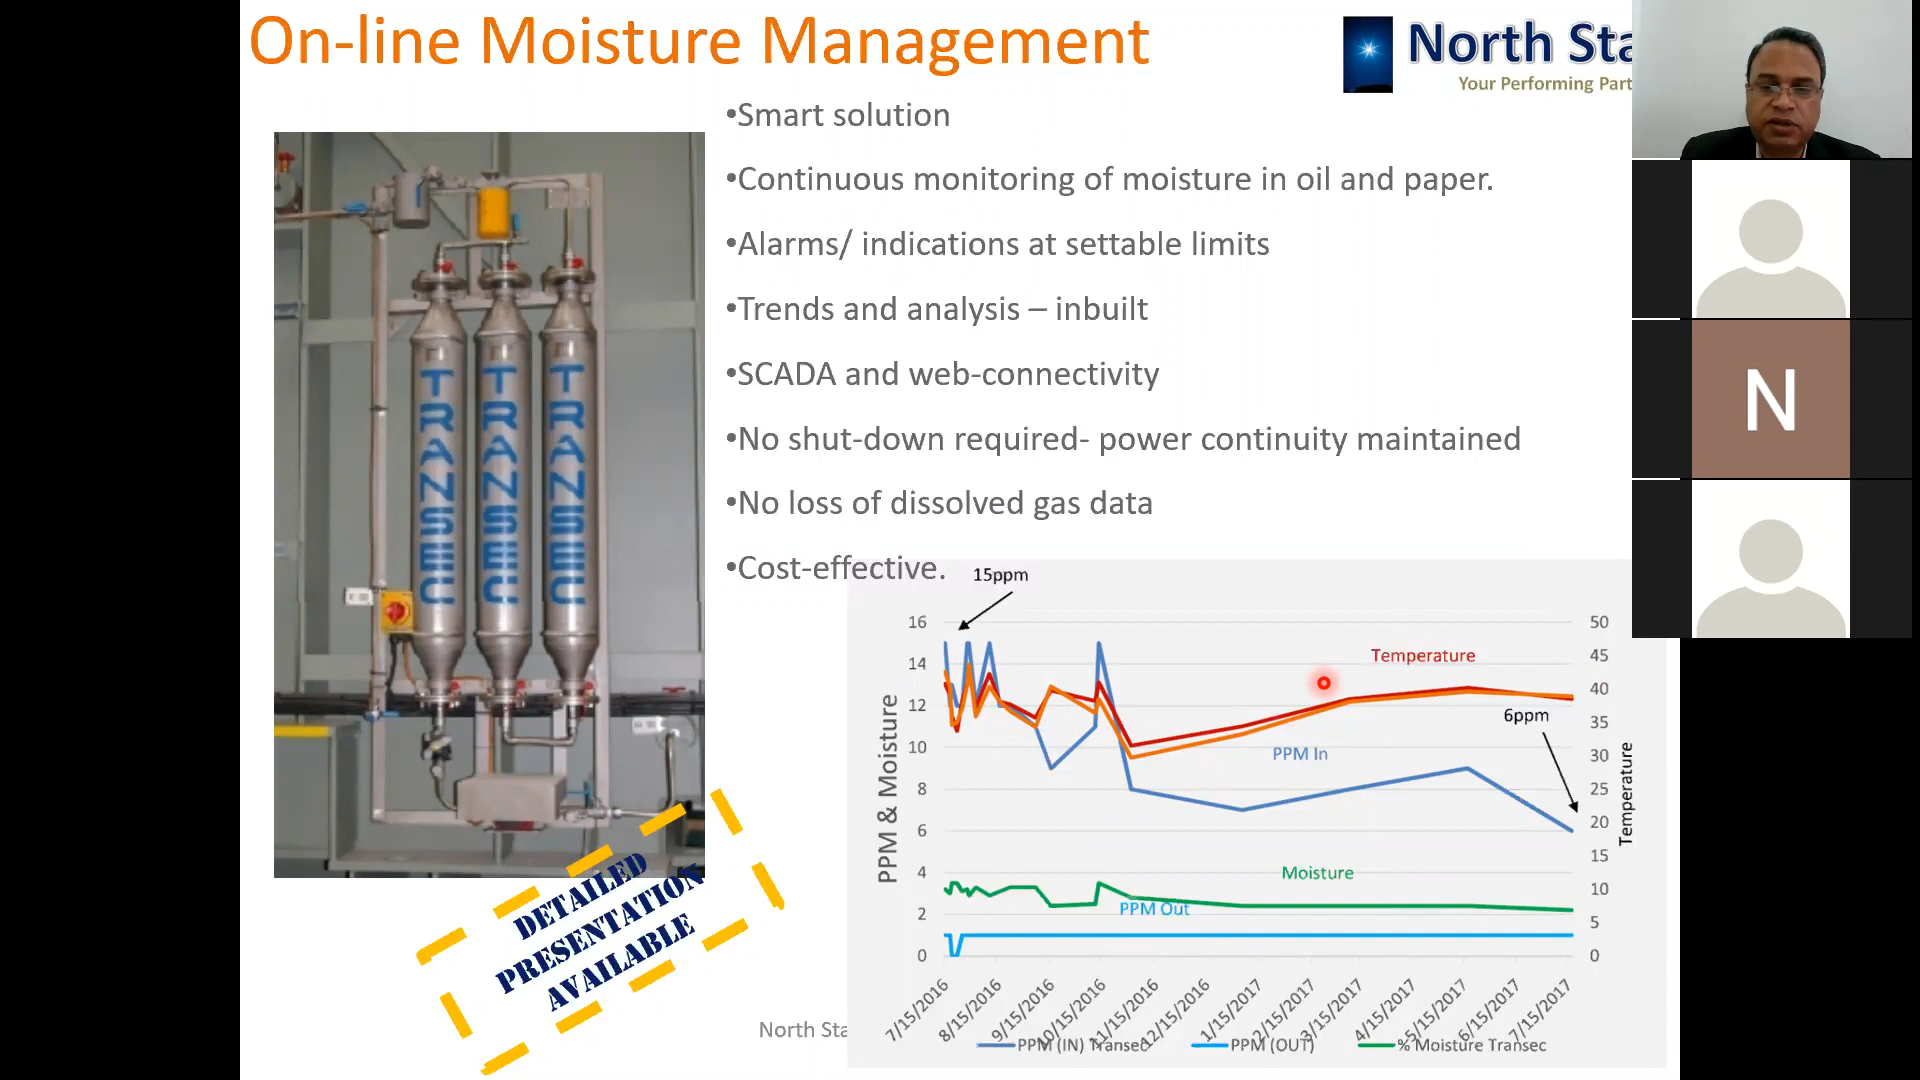 On-line Moisture Management
North Sta
Your Performing Part
•Smart solution
•Continuous monitoring of moisture in oil and paper.
•Alarms/ indications at settable limits
•Trends and analysis – inbuilt
•SCADA and web-connectivity
•No shut-down required- power continuity maintained
•No loss of dissolved gas data
•Cost-effective.
TRANSEC
TRANSEC
TRANSEC
N
DETAILED
PRESENTATION
AVAILABLE
North Sta
15ppm
16
14
12
10
8
6
4
2
0
PPM & Moisture
50
45
40
35
30
25
20
15
10
5
0
Temperature
Temperature
6ppm
PPM In
Moisture
PPM Out
7/15/2016
8/15/2016
9/15/2016
10/15/2016
11/15/2016
12/15/2016
1/15/2017
2/15/2017
3/15/2017
4/15/2017
5/15/2017
6/15/2017
7/15/2017
PPM (IN) Transec
PPM (OUT)
% Moisture Transec